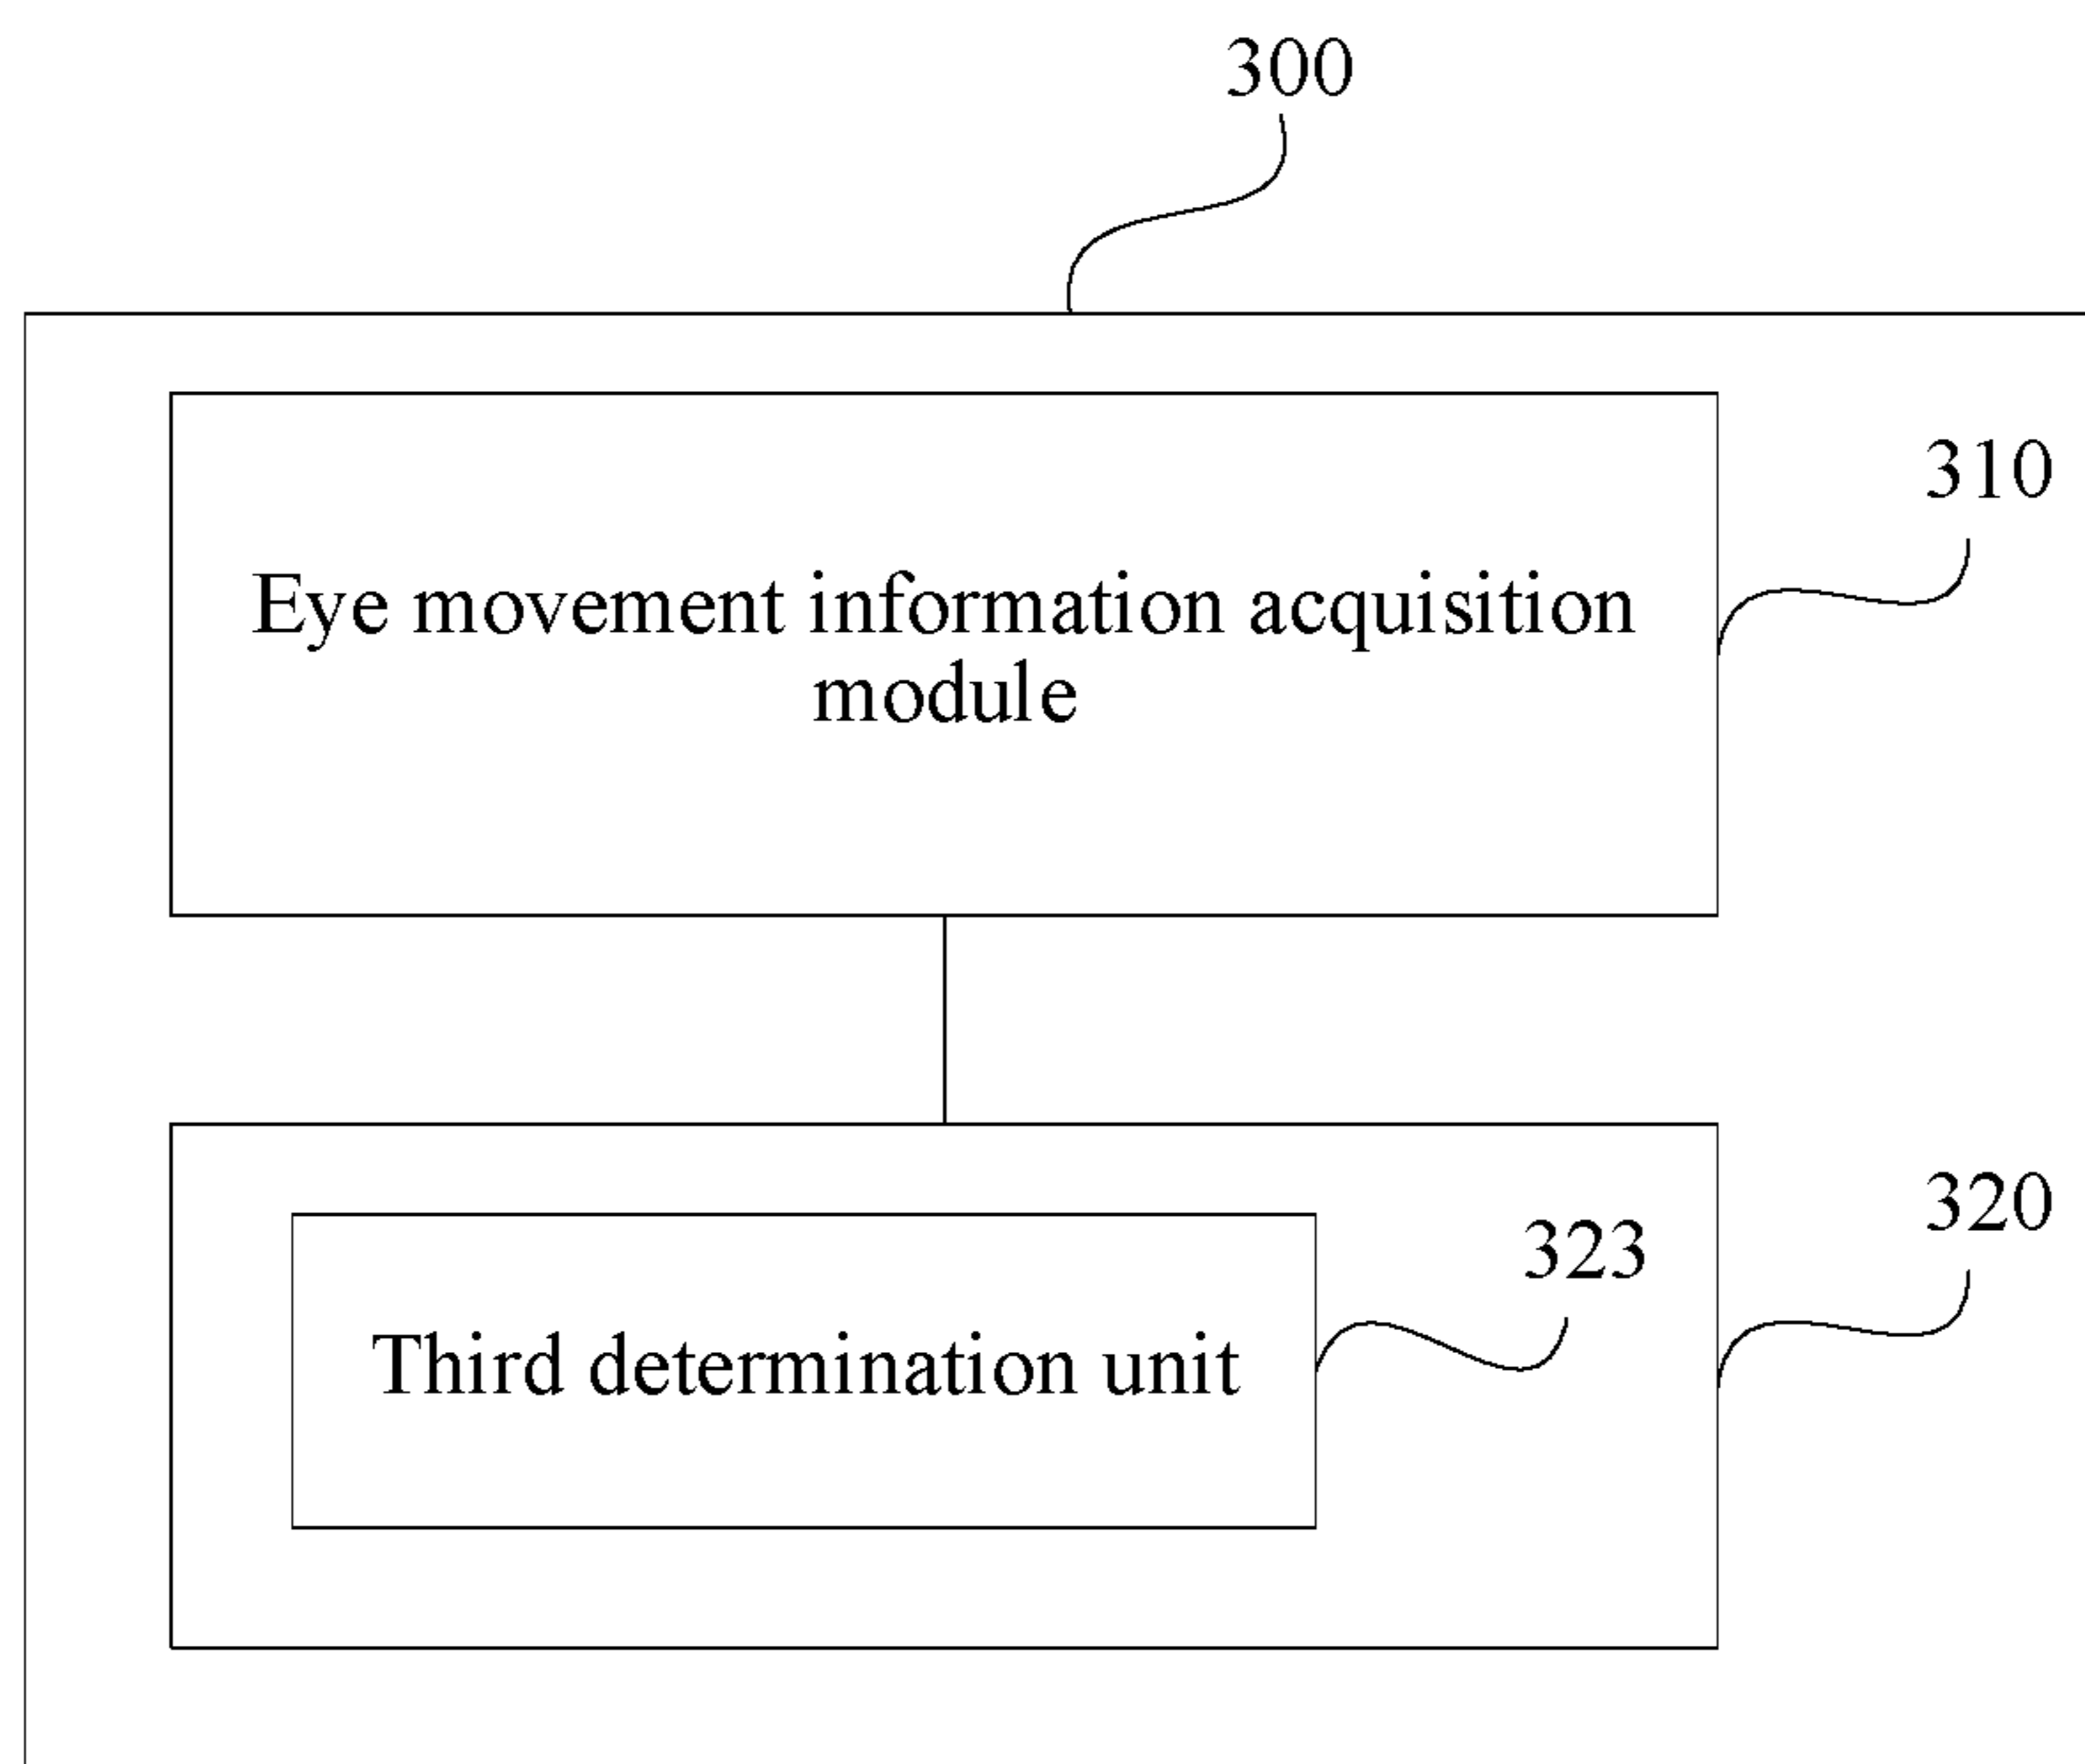 300
310
Eye movement information acquisition
module
320
323
Third determination unit